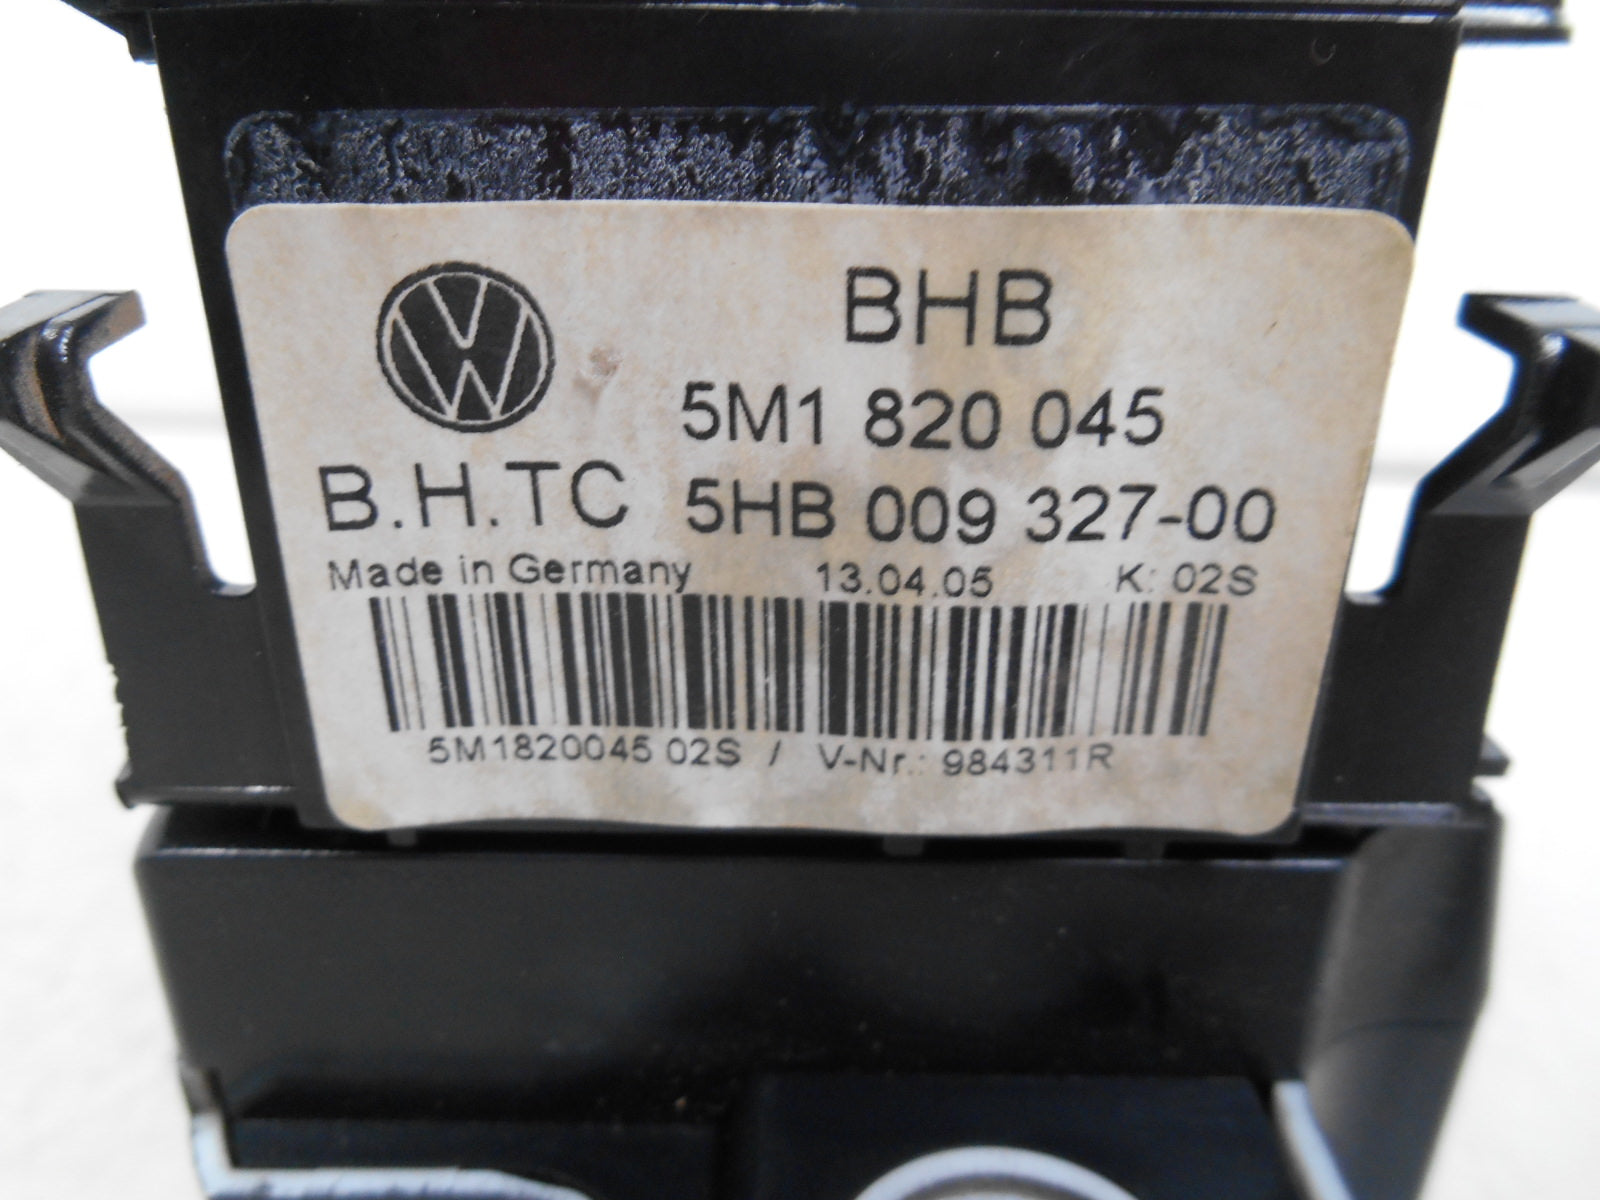 BHB
5M1 820 045
B.H.TC 5HB 009 327-00
Made in Germany 13.04.05 K: 02S
5M1820045 02S / V-Nr.: 984311R